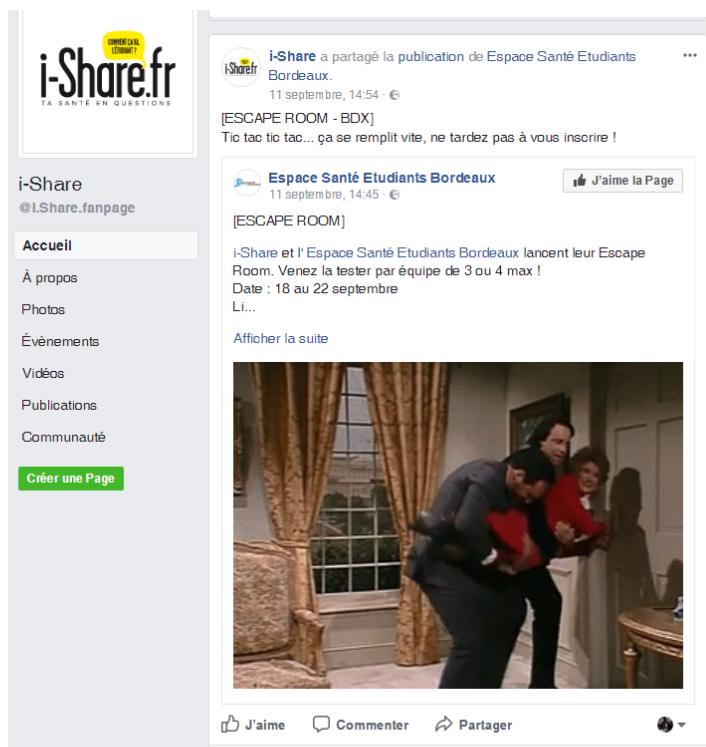 COMMENT ÇA VA,
L'ÉTUDIANT ?
i-Share.fr
TA SANTÉ EN QUESTIONS
i-Share
@I.Share.fanpage
Accueil
À propos
Photos
Évènements
Vidéos
Publications
Communauté
Créer une Page
i-Share.fr
i-Share a partagé la publication de Espace Santé Etudiants
Bordeaux.
11 septembre, 14:54 ·
[ESCAPE ROOM - BDX]
Tic tac tic tac... ça se remplit vite, ne tardez pas à vous inscrire !
Espace Santé Etudiants Bordeaux
11 septembre, 14:45 ·
J'aime la Page
[ESCAPE ROOM]
i-Share et l' Espace Santé Etudiants Bordeaux lancent leur Escape
Room. Venez la tester par équipe de 3 ou 4 max !
Date : 18 au 22 septembre
Li...
Afficher la suite
J'aime Commenter Partager